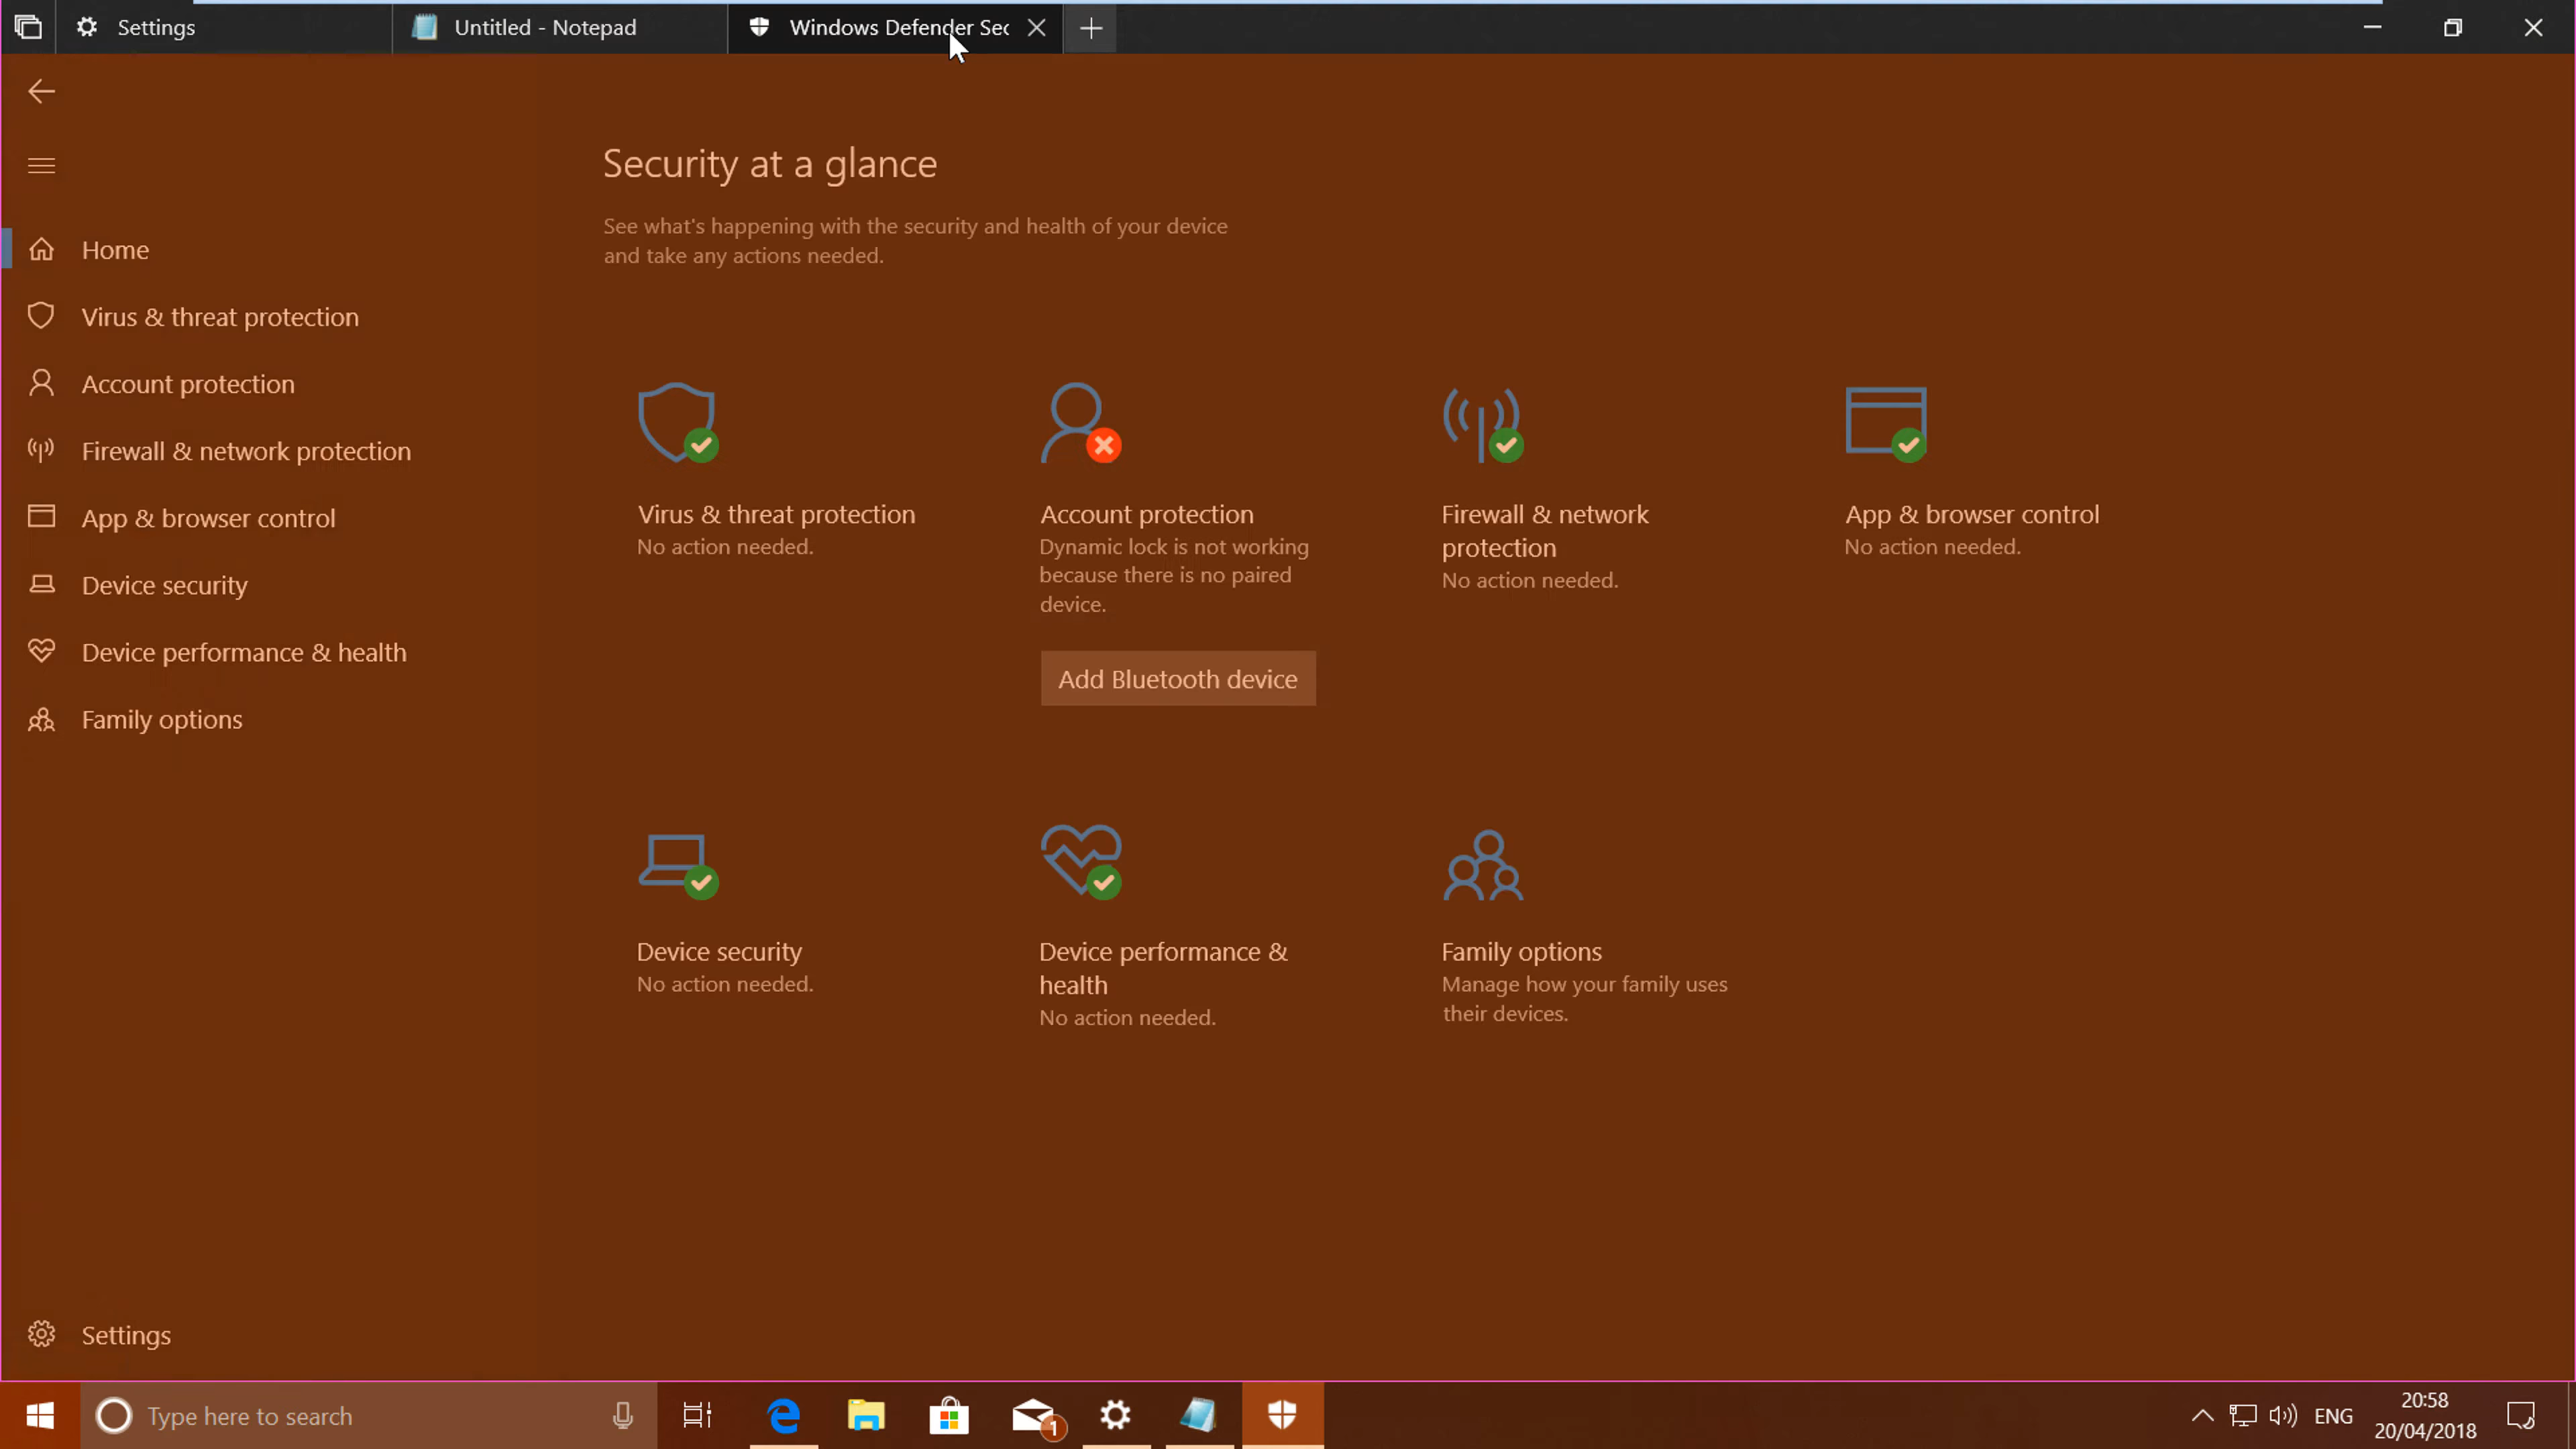 Settings
Untitled - Notepad
Windows Defender Sec
Security at a glance
See what's happening with the security and health of your device
and take any actions needed.
Home
Virus & threat protection
Account protection
Firewall & network protection
App & browser control
Device security
Device performance & health
Family options
Virus & threat protection
No action needed.
Account protection
Dynamic lock is not working
because there is no paired
device.
Add Bluetooth device
Firewall & network
protection
No action needed.
App & browser control
No action needed.
Device security
No action needed.
Device performance &
health
No action needed.
Family options
Manage how your family uses
their devices.
Settings
Type here to search
1
ENG
20:58
20/04/2018